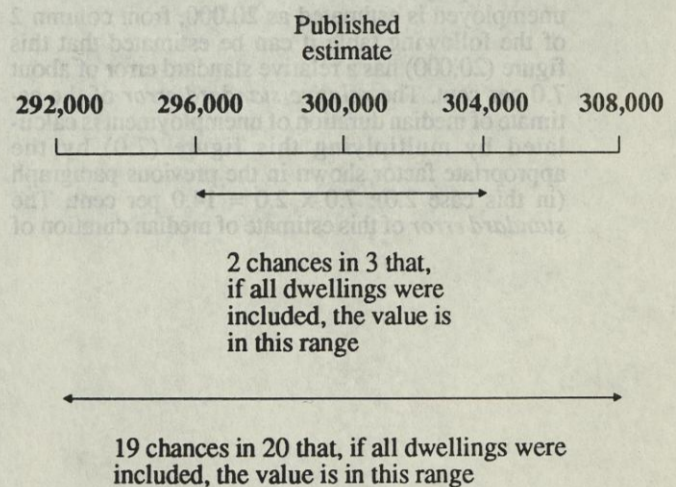 Published
estimate
292,000 296,000 300,000 304,000 308,000
2 chances in 3 that,
if all dwellings were
included, the value is
in this range
19 chances in 20 that, if all dwellings were
included, the value is in this range